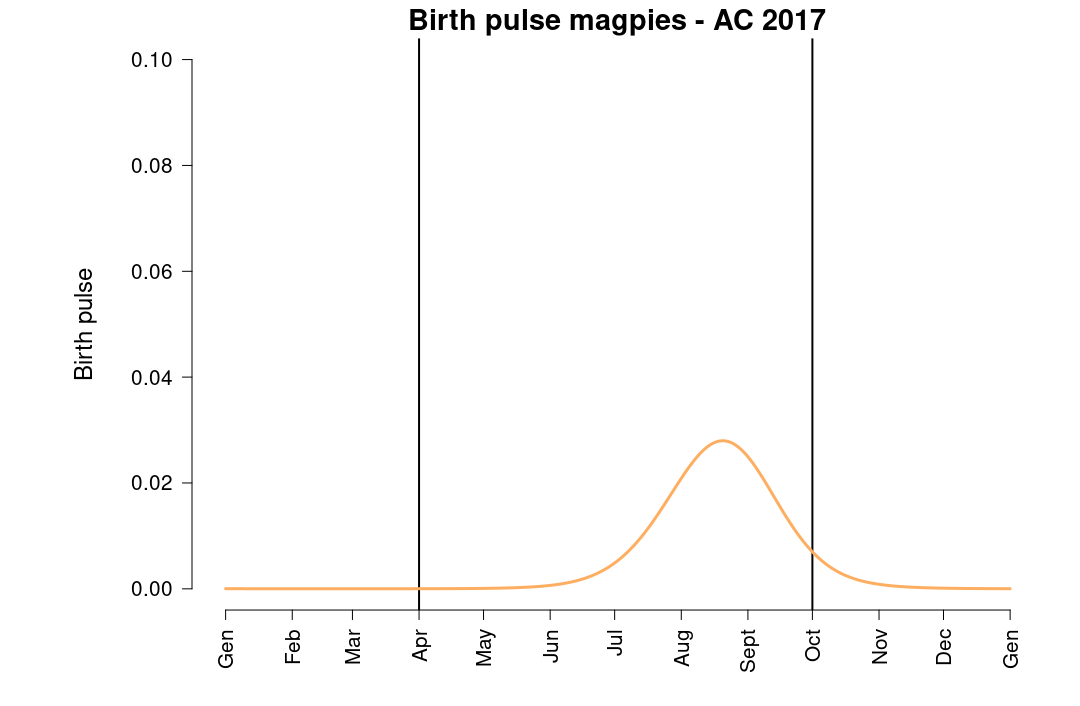 Birth pulse magpies - AC 2017
0.10
0.08
0.06
0.04
0.02
0.00
Birth pulse
Gen
Feb
Mar
Apr
May
Jun
Jul
Aug
Sept
Oct
Nov
Dec
Gen